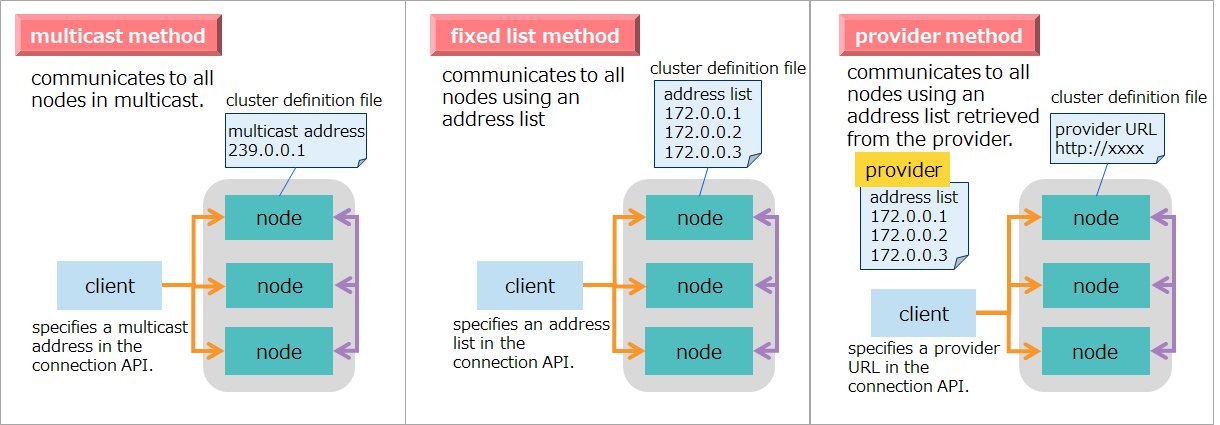 multicast method
communicates to all
nodes in multicast.
cluster definition file
multicast address
239.0.0.1
node
client
node
specifies a multicast
address in the
connection API.
node
fixed list method
communicates to all
nodes using an
address list
cluster definition file
address list
172.0.0.1
172.0.0.2
172.0.0.3
node
client
node
specifies an address
list in the
connection API.
node
provider method
communicates to all
nodes using an
address list retrieved
from the provider.
cluster definition file
provider URL
http://xxxx
provider
address list
172.0.0.1
172.0.0.2
172.0.0.3
node
node
client
specifies a provider
URL in the
connection API.
node